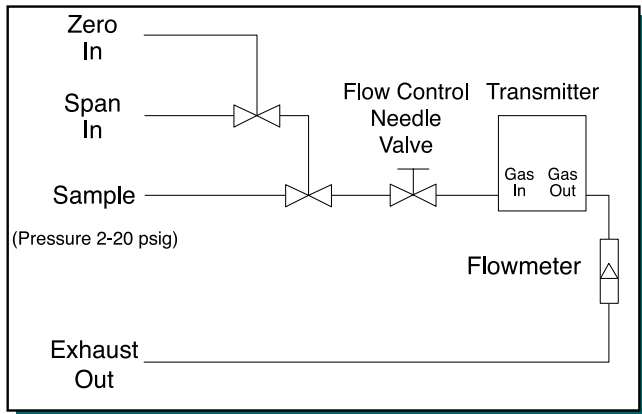 Zero
In
Span
In
Flow Control
Needle
Valve
Transmitter
Gas
In
Gas
Out
Sample
(Pressure 2-20 psig)
Flowmeter
Exhaust
Out